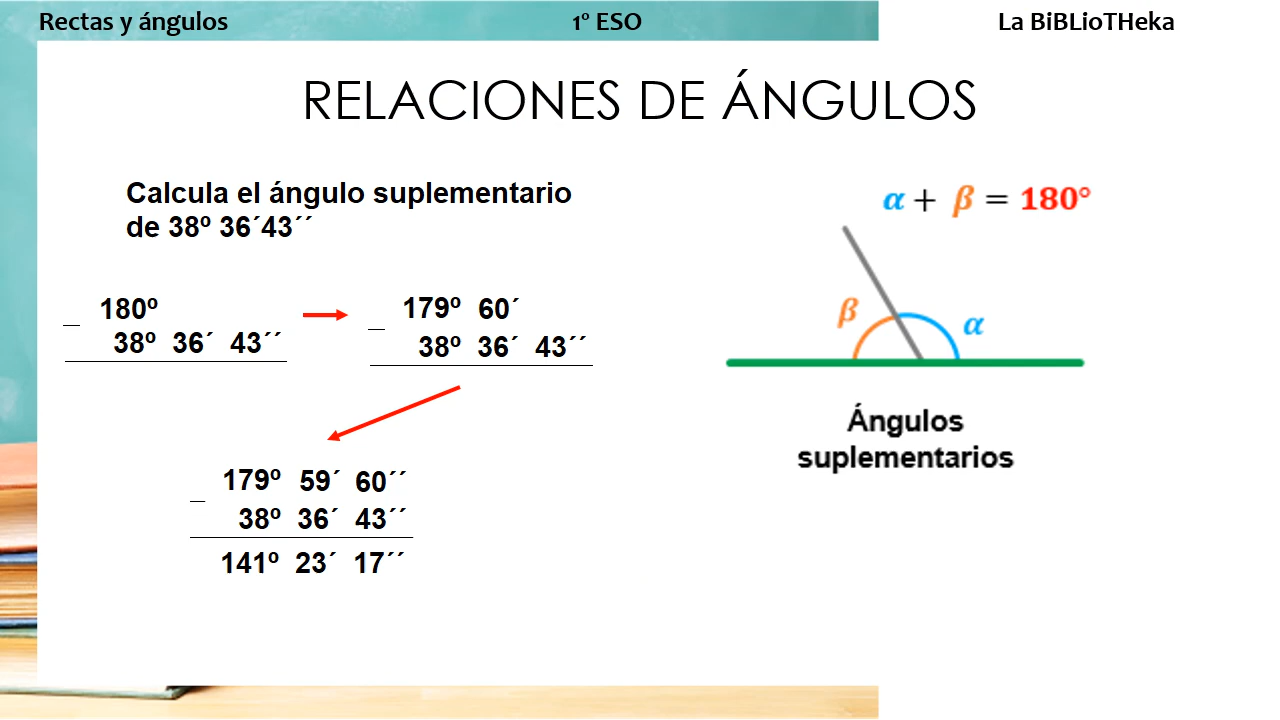 Rectas y ángulos
1º ESO
La BiBLioTHeka
RELACIONES DE ÁNGULOS
Calcula el ángulo suplementario
de 38º 36´43´´
180º
_ 38º 36´ 43´´
179º 60´
_ 38º 36´ 43´´
179º 59´ 60´´
_ 38º 36´ 43´´
141º 23´ 17´´
α + β = 180°
β
α
Ángulos
suplementarios